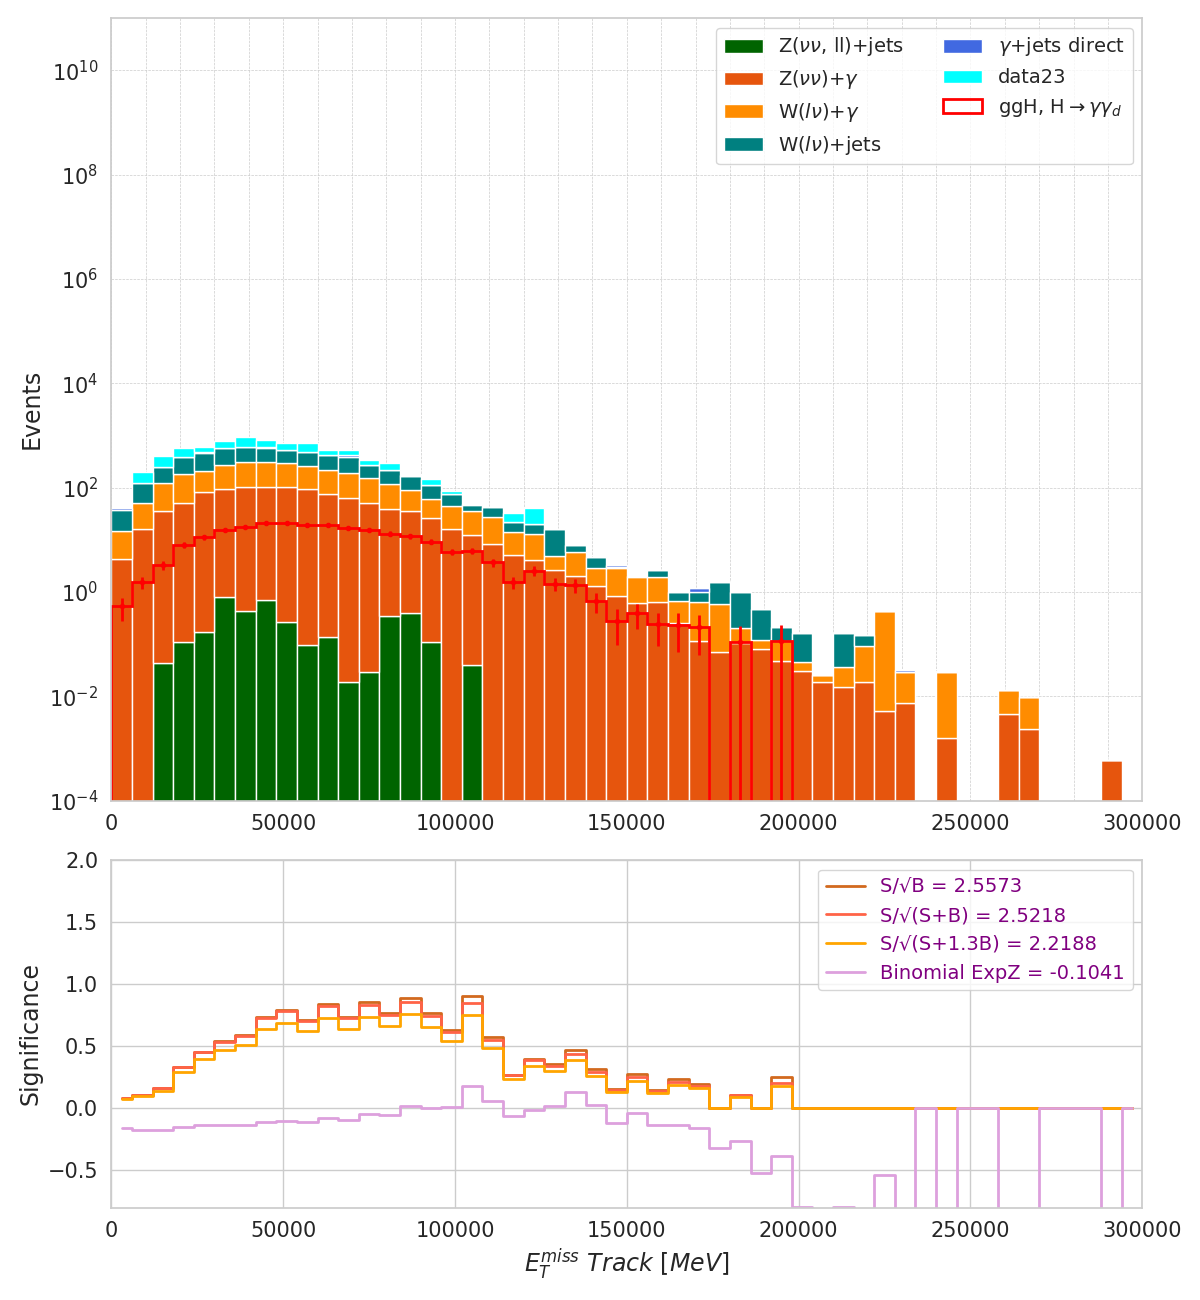 Z(νν, ll)+jets
Z(νν)+γ
W(lν)+γ
W(lν)+jets
γ+jets direct
data23
ggH, H→γγ_d
Events
10^10
10^8
10^6
10^4
10^2
10^0
10^−2
10^−4
0 50000 100000 150000 200000 250000 300000
S/√B = 2.5573
S/√(S+B) = 2.5218
S/√(S+1.3B) = 2.2188
Binomial ExpZ = -0.1041
Significance
2.0
1.5
1.0
0.5
0.0
−0.5
0 50000 100000 150000 200000 250000 300000
E_T^miss Track [MeV]